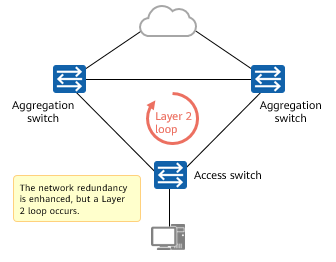 Aggregation
switch
Aggregation
switch
Layer 2
loop
Access switch
The network redundancy
is enhanced, but a Layer
2 loop occurs.